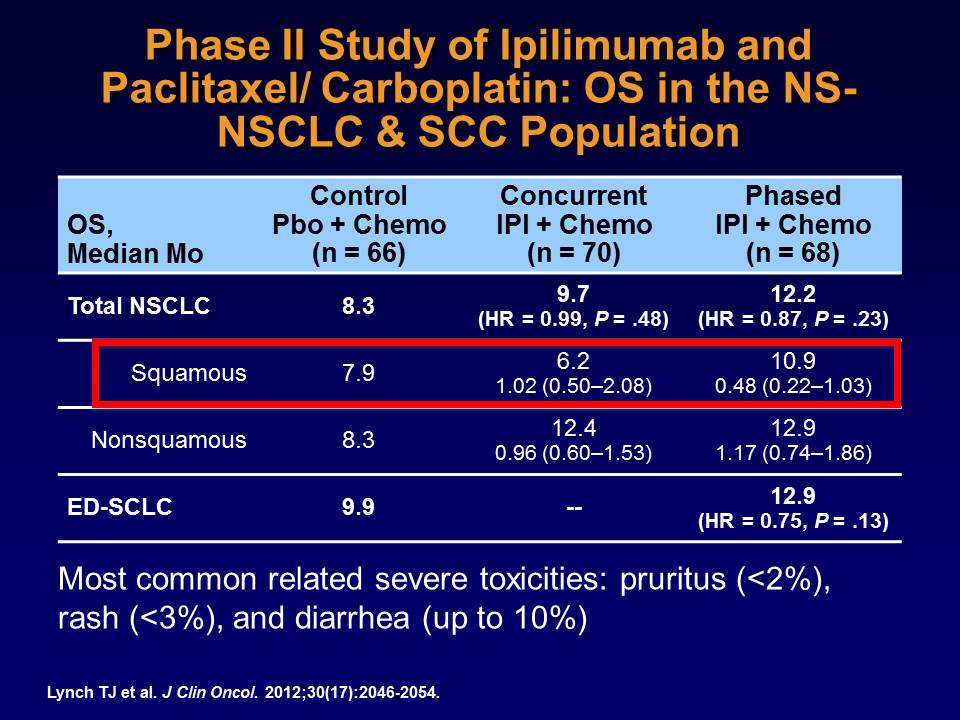 Phase II Study of Ipilimumab and
Paclitaxel/ Carboplatin: OS in the NS-
NSCLC & SCC Population
OS,
Median Mo
Control
Pbo + Chemo
(n = 66)
Concurrent
IPI + Chemo
(n = 70)
Phased
IPI + Chemo
(n = 68)
Total NSCLC
8.3
9.7
(HR = 0.99, P = .48)
12.2
(HR = 0.87, P = .23)
Squamous
7.9
6.2
1.02 (0.50–2.08)
10.9
0.48 (0.22–1.03)
Nonsquamous
8.3
12.4
0.96 (0.60–1.53)
12.9
1.17 (0.74–1.86)
ED-SCLC
9.9
--
12.9
(HR = 0.75, P = .13)
Most common related severe toxicities: pruritus (<2%),
rash (<3%), and diarrhea (up to 10%)
Lynch TJ et al. J Clin Oncol. 2012;30(17):2046-2054.